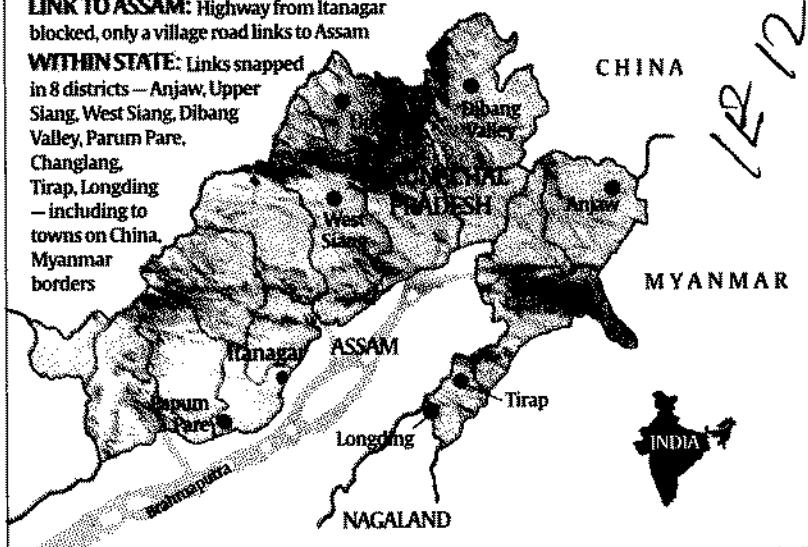 LINK TO ASSAM: Highway from Itanagar
blocked, only a village road links to Assam
WITHIN STATE: Links snapped
in 8 districts — Anjaw, Upper
Siang, West Siang, Dibang
Valley, Parum Pare,
Changlang,
Tirap, Longding
— including to
towns on China,
Myanmar
borders
CHINA
Dibang
Valley
PRADESH
Anjaw
West
Siang
MYANMAR
Itanagar
ASSAM
Papum
Pare
Tirap
Longding
INDIA
Brahmaputra
NAGALAND